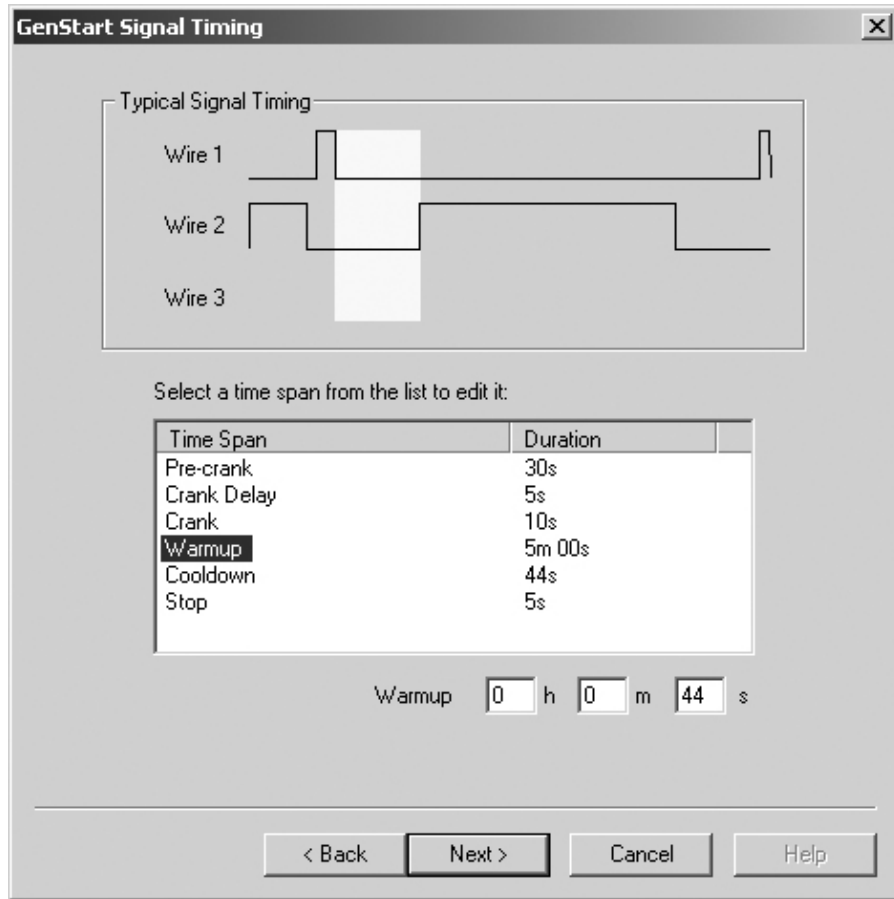 GenStart Signal Timing
Typical Signal Timing
Wire 1
Wire 2
Wire 3
Select a time span from the list to edit it:
Time Span Duration
Pre-crank 30s
Crank Delay 5s
Crank 10s
Warmup 5m 00s
Cooldown 44s
Stop 5s
Warmup 0 h 0 m 44 s
< Back Next > Cancel Help